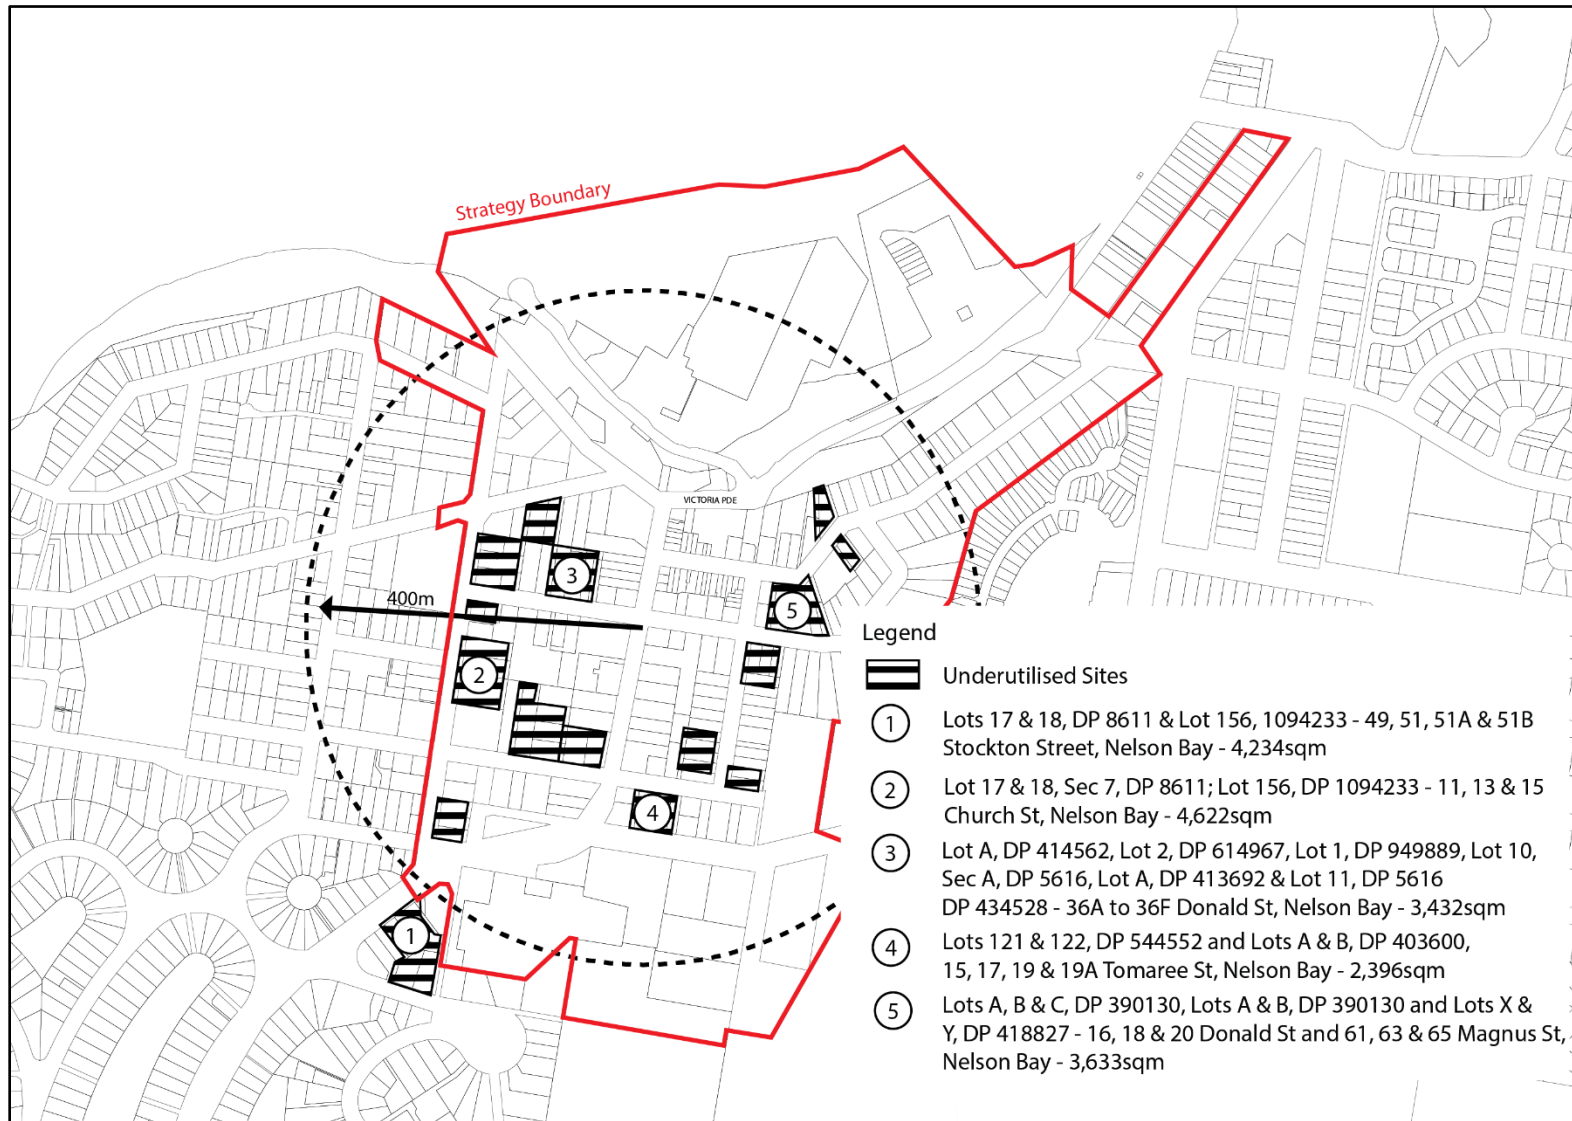 Strategy Boundary
VICTORIA PDE
3
400m
5
2
4
1
Legend
Underutilised Sites
1 Lots 17 & 18, DP 8611 & Lot 156, 1094233 - 49, 51, 51A & 51B
Stockton Street, Nelson Bay - 4,234sqm
2 Lot 17 & 18, Sec 7, DP 8611; Lot 156, DP 1094233 - 11, 13 & 15
Church St, Nelson Bay - 4,622sqm
3 Lot A, DP 414562, Lot 2, DP 614967, Lot 1, DP 949889, Lot 10,
Sec A, DP 5616, Lot A, DP 413692 & Lot 11, DP 5616
DP 434528 - 36A to 36F Donald St, Nelson Bay - 3,432sqm
4 Lots 121 & 122, DP 544552 and Lots A & B, DP 403600,
15, 17, 19 & 19A Tomaree St, Nelson Bay - 2,396sqm
5 Lots A, B & C, DP 390130, Lots A & B, DP 390130 and Lots X &
Y, DP 418827 - 16, 18 & 20 Donald St and 61, 63 & 65 Magnus St,
Nelson Bay - 3,633sqm